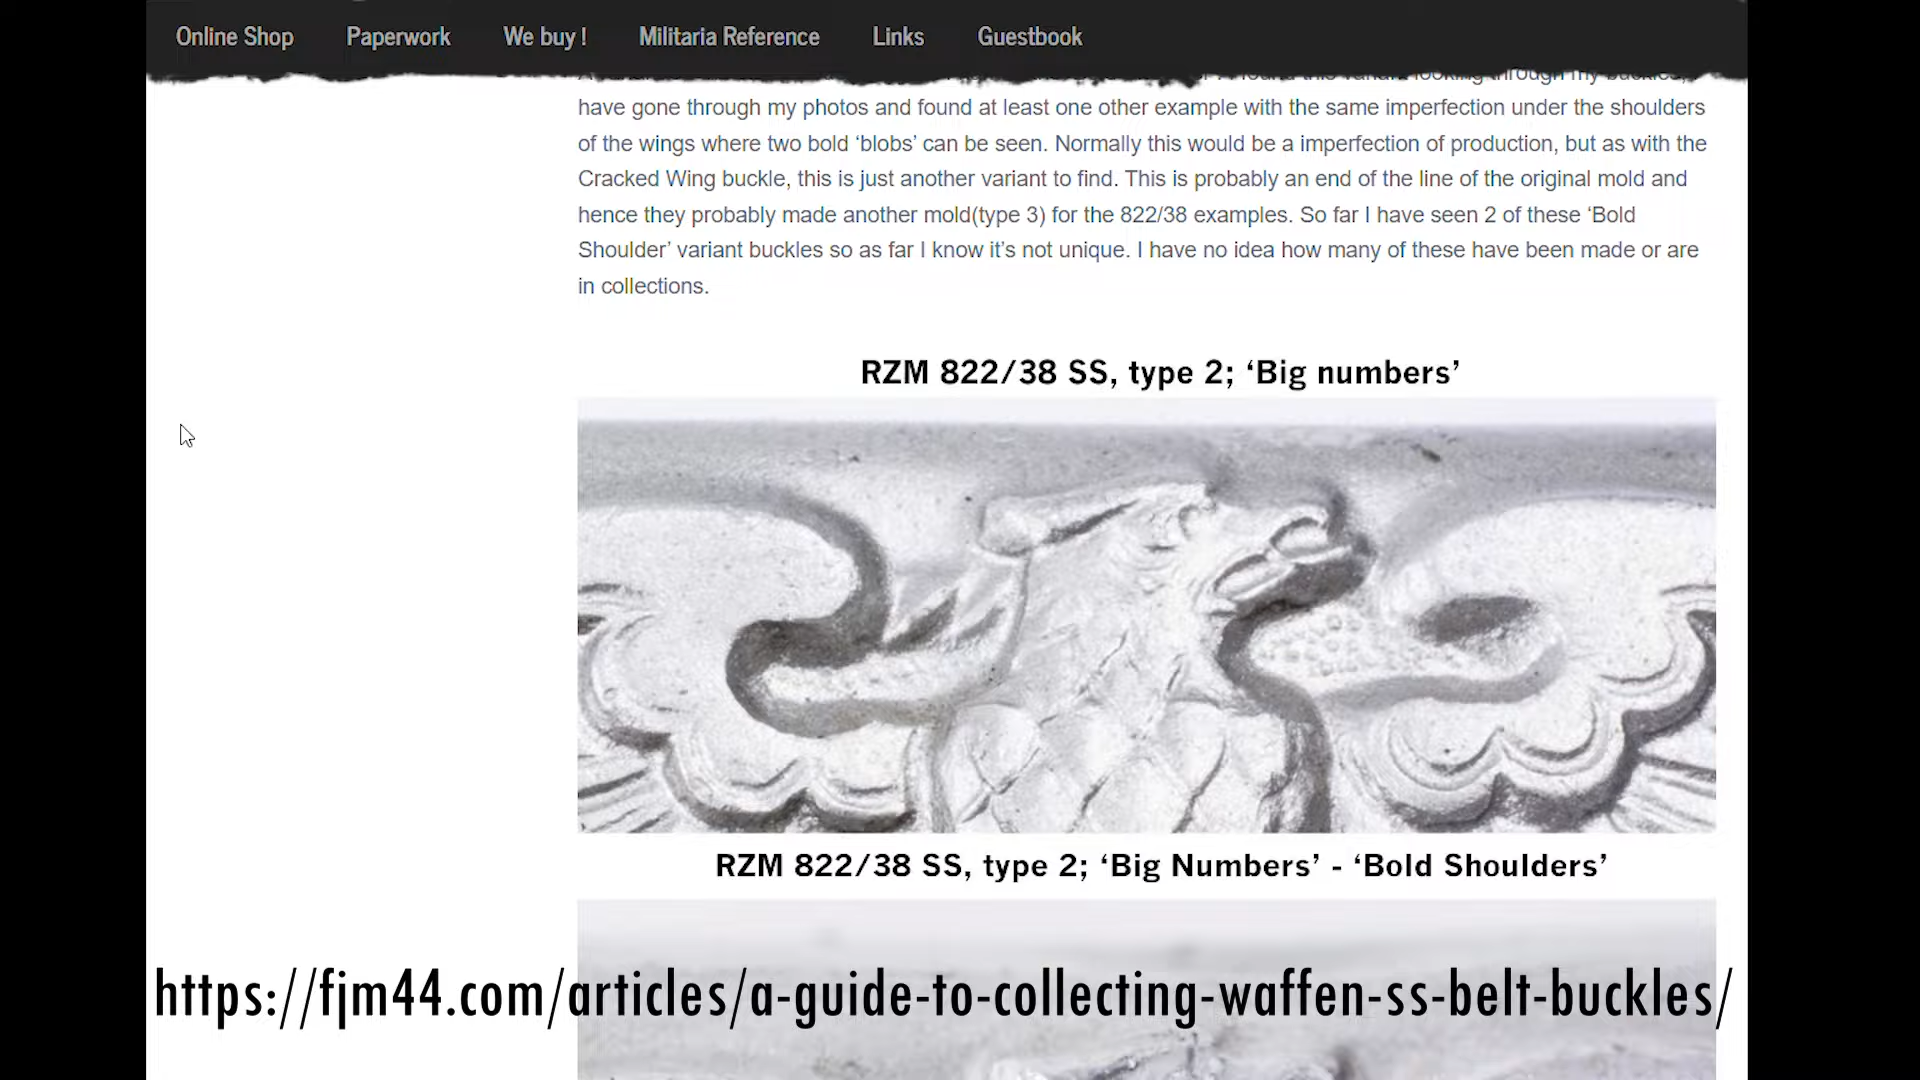 Online Shop Paperwork We buy ! Militaria Reference Links Guestbook
found this variant looking through my buckles,
have gone through my photos and found at least one other example with the same imperfection under the shoulders
of the wings where two bold ‘blobs’ can be seen. Normally this would be a imperfection of production, but as with the
Cracked Wing buckle, this is just another variant to find. This is probably an end of the line of the original mold and
hence they probably made another mold(type 3) for the 822/38 examples. So far I have seen 2 of these ‘Bold
Shoulder’ variant buckles so as far I know it’s not unique. I have no idea how many of these have been made or are
in collections.
RZM 822/38 SS, type 2; ‘Big numbers’
RZM 822/38 SS, type 2; ‘Big Numbers’ - ‘Bold Shoulders’
https://fjm44.com/articles/a-guide-to-collecting-waffen-ss-belt-buckles/